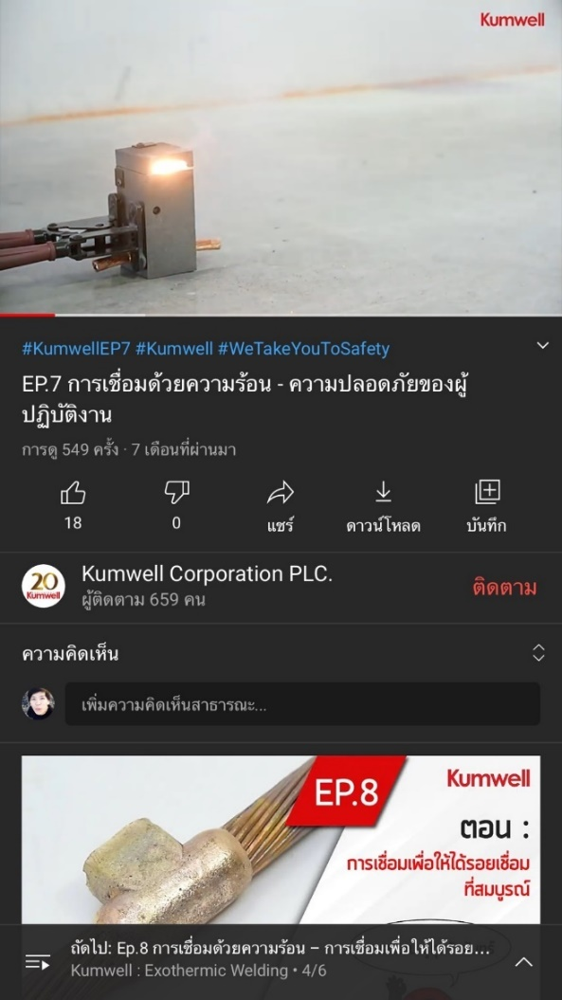 Kumwell
#KumwellEP7 #Kumwell #WeTakeYouToSafety
EP.7 การเชื่อมด้วยความร้อน - ความปลอดภัยของผู้
ปฏิบัติงาน
การดู 549 ครั้ง · 7 เดือนที่ผ่านมา
18
0
แชร์
ดาวน์โหลด
บันทึก
20
Kumwell
Kumwell Corporation PLC.
ผู้ติดตาม 659 คน
ติดตาม
ความคิดเห็น
เพิ่มความคิดเห็นสาธารณะ...
EP.8
Kumwell
ตอน :
การเชื่อมเพื่อให้ได้รอยเชื่อม
ที่สมบูรณ์
ถัดไป: Ep.8 การเชื่อมด้วยความร้อน – การเชื่อมเพื่อให้ได้รอย...
Kumwell : Exothermic Welding • 4/6